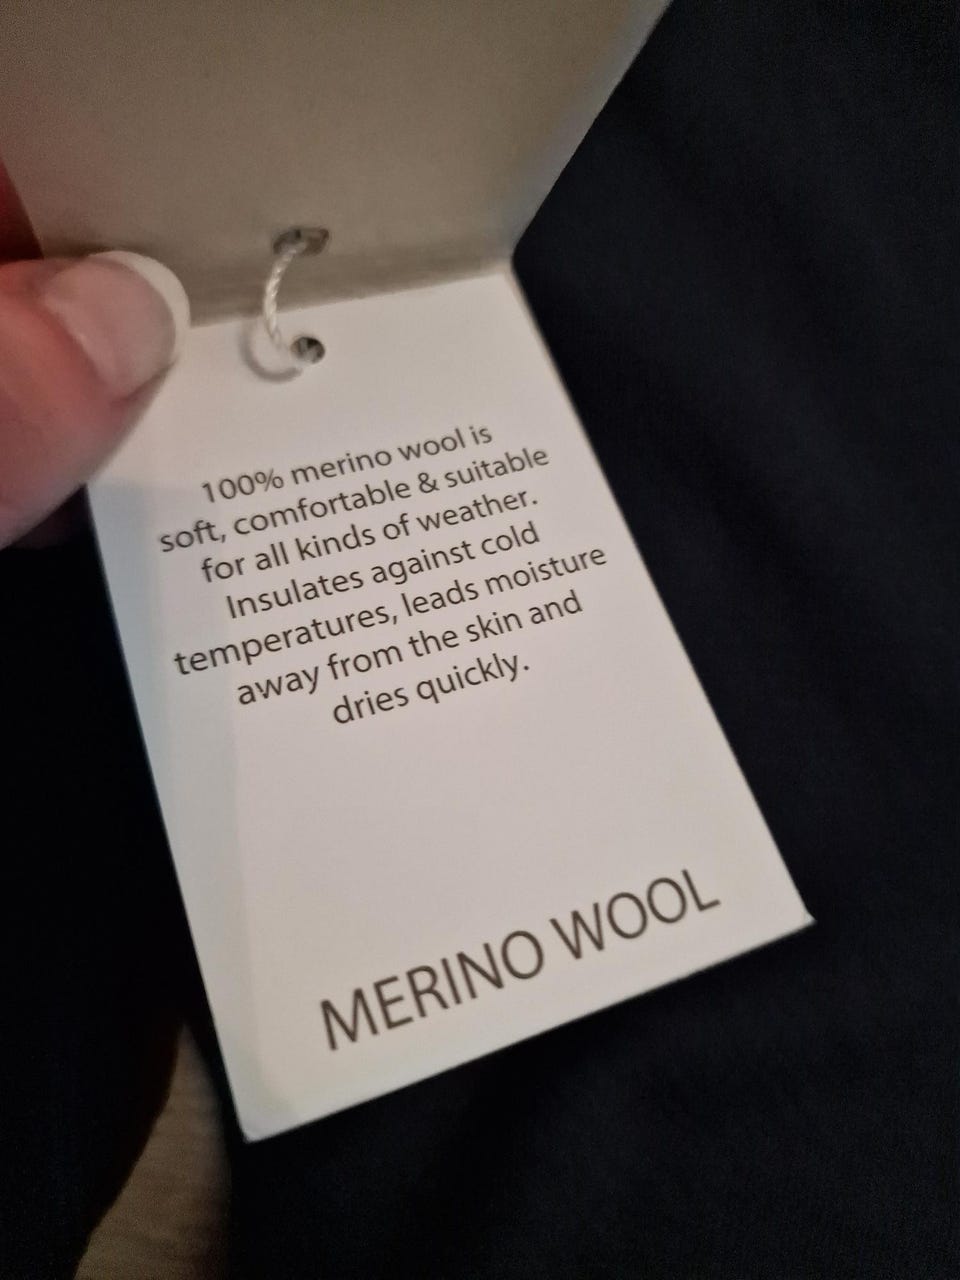 100% merino wool is
soft, comfortable & suitable
for all kinds of weather.
Insulates against cold
temperatures, leads moisture
away from the skin and
dries quickly.
MERINO WOOL